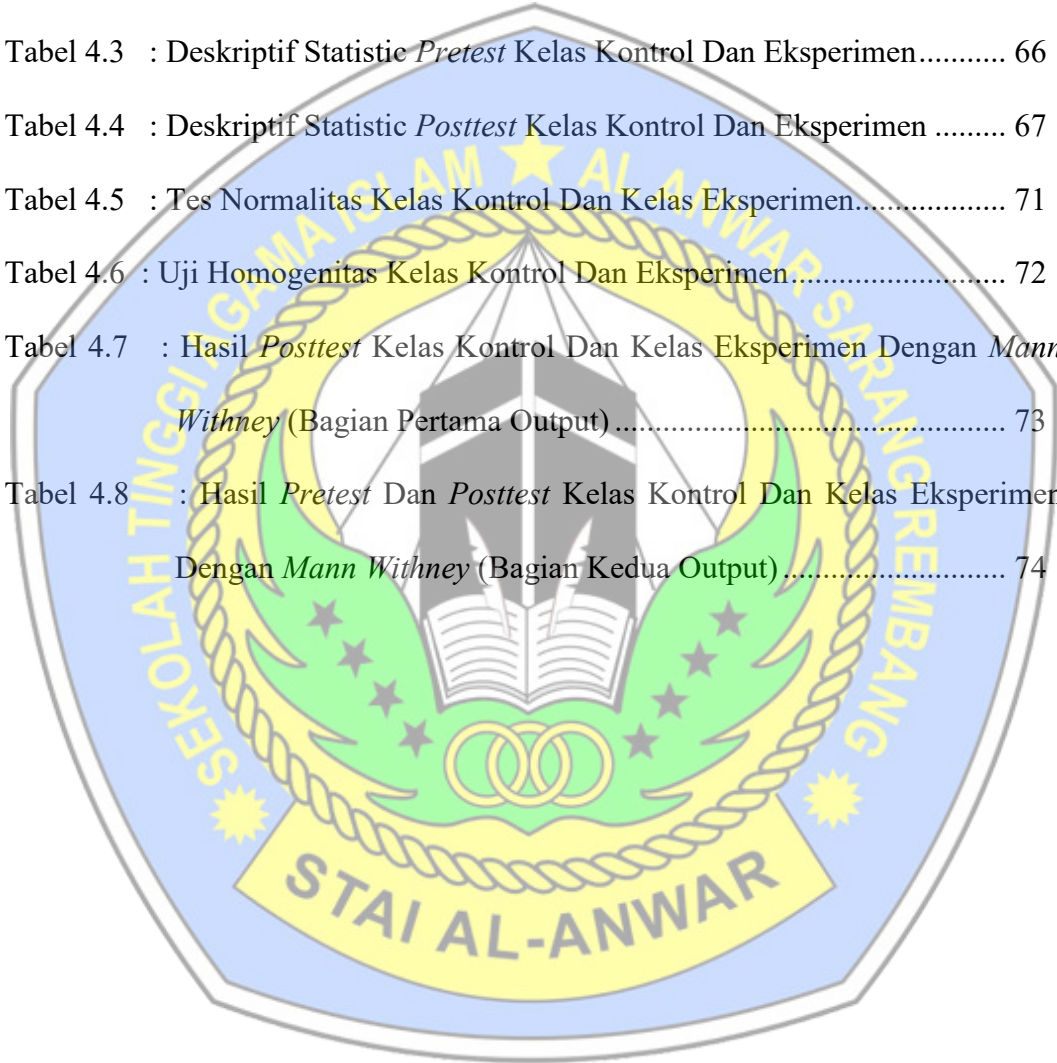 Tabel 4.3 : Deskriptif Statistic Pretest Kelas Kontrol Dan Eksperimen........... 66
Tabel 4.4 : Deskriptif Statistic Posttest Kelas Kontrol Dan Eksperimen ......... 67
Tabel 4.5 : Tes Normalitas Kelas Kontrol Dan Kelas Eksperimen.................. 71
Tabel 4.6 : Uji Homogenitas Kelas Kontrol Dan Eksperimen.......................... 72
Tabel 4.7 : Hasil Posttest Kelas Kontrol Dan Kelas Eksperimen Dengan Mann
Withney (Bagian Pertama Output) ............................................... 73
Tabel 4.8 : Hasil Pretest Dan Posttest Kelas Kontrol Dan Kelas Eksperimen
Dengan Mann Withney (Bagian Kedua Output) ........................... 74
SEKOLAH TINGGI AGAMA ISLAM AL ANWAR SARANG REMBANG
STAI AL-ANWAR